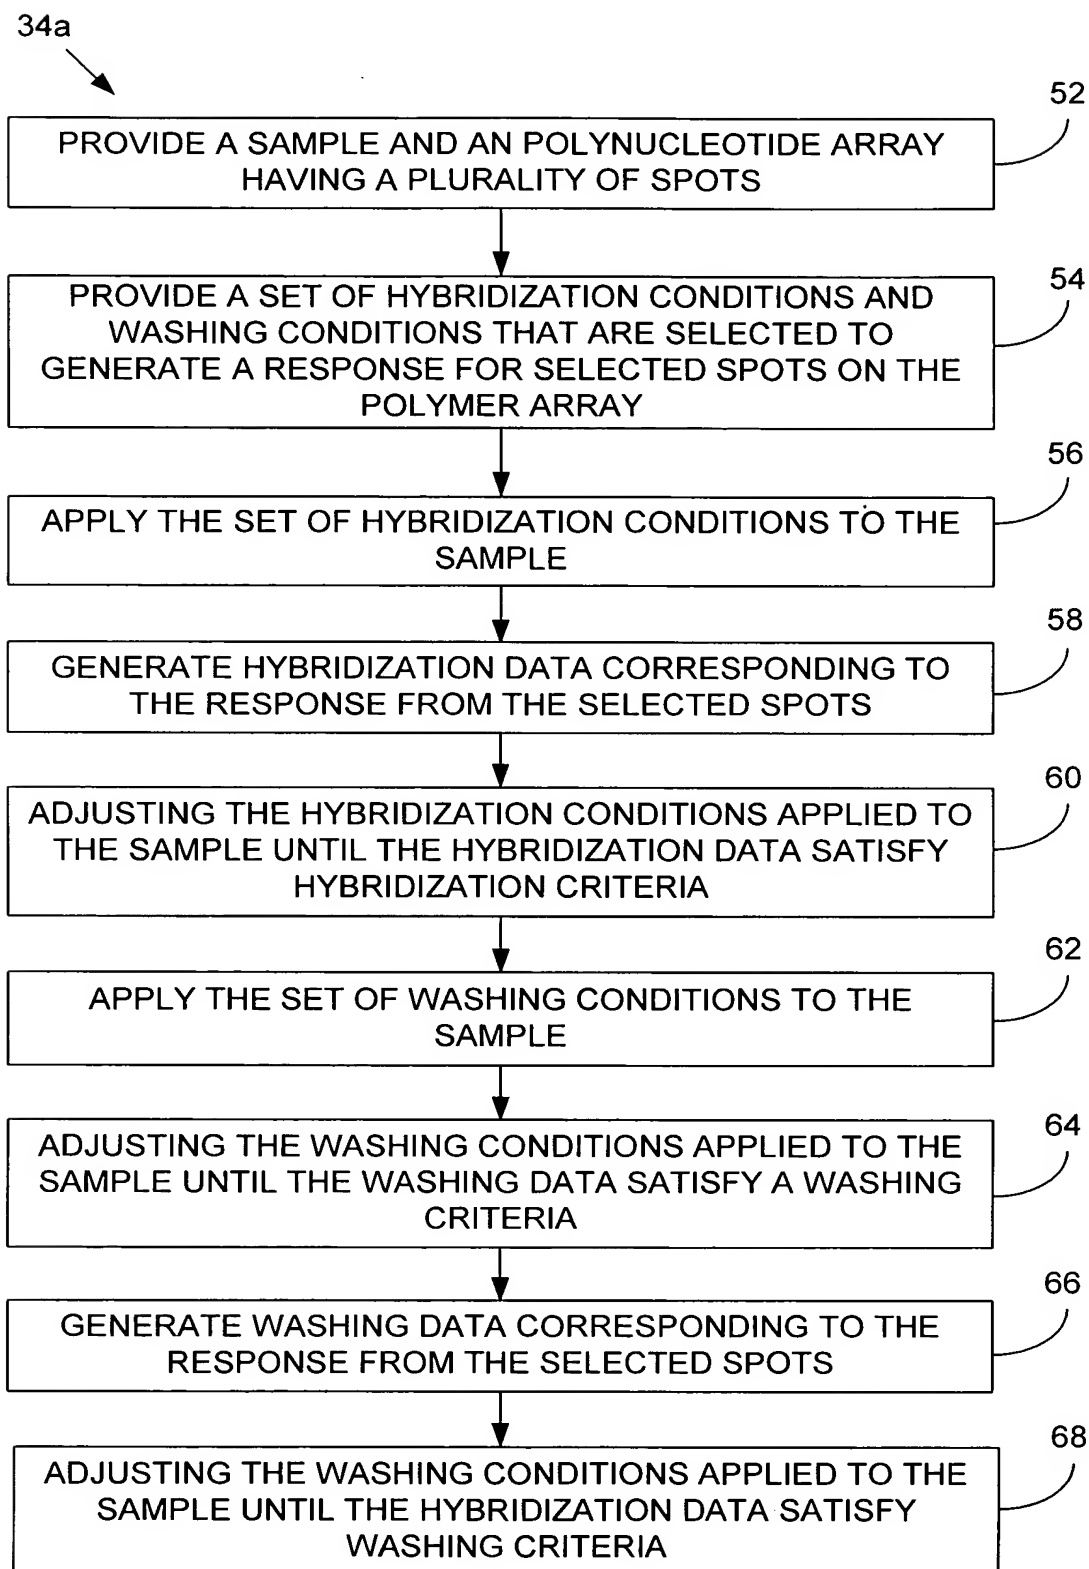 34a
52
PROVIDE A SAMPLE AND AN POLYNUCLEOTIDE ARRAY
HAVING A PLURALITY OF SPOTS
54
PROVIDE A SET OF HYBRIDIZATION CONDITIONS AND
WASHING CONDITIONS THAT ARE SELECTED TO
GENERATE A RESPONSE FOR SELECTED SPOTS ON THE
POLYMER ARRAY
56
APPLY THE SET OF HYBRIDIZATION CONDITIONS TO THE
SAMPLE
58
GENERATE HYBRIDIZATION DATA CORRESPONDING TO
THE RESPONSE FROM THE SELECTED SPOTS
60
ADJUSTING THE HYBRIDIZATION CONDITIONS APPLIED TO
THE SAMPLE UNTIL THE HYBRIDIZATION DATA SATISFY
HYBRIDIZATION CRITERIA
62
APPLY THE SET OF WASHING CONDITIONS TO THE
SAMPLE
64
ADJUSTING THE WASHING CONDITIONS APPLIED TO THE
SAMPLE UNTIL THE WASHING DATA SATISFY A WASHING
CRITERIA
66
GENERATE WASHING DATA CORRESPONDING TO THE
RESPONSE FROM THE SELECTED SPOTS
68
ADJUSTING THE WASHING CONDITIONS APPLIED TO THE
SAMPLE UNTIL THE HYBRIDIZATION DATA SATISFY
WASHING CRITERIA